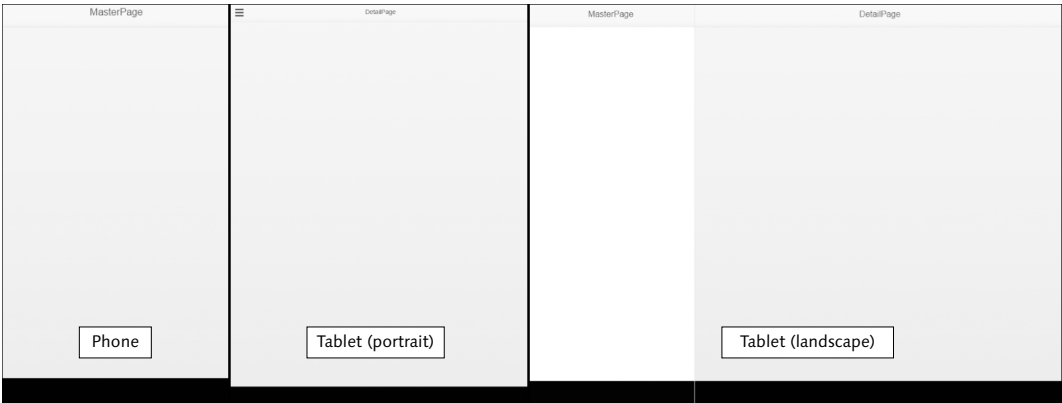 MasterPage
DetailPage
MasterPage
DetailPage
Phone
Tablet (portrait)
Tablet (landscape)